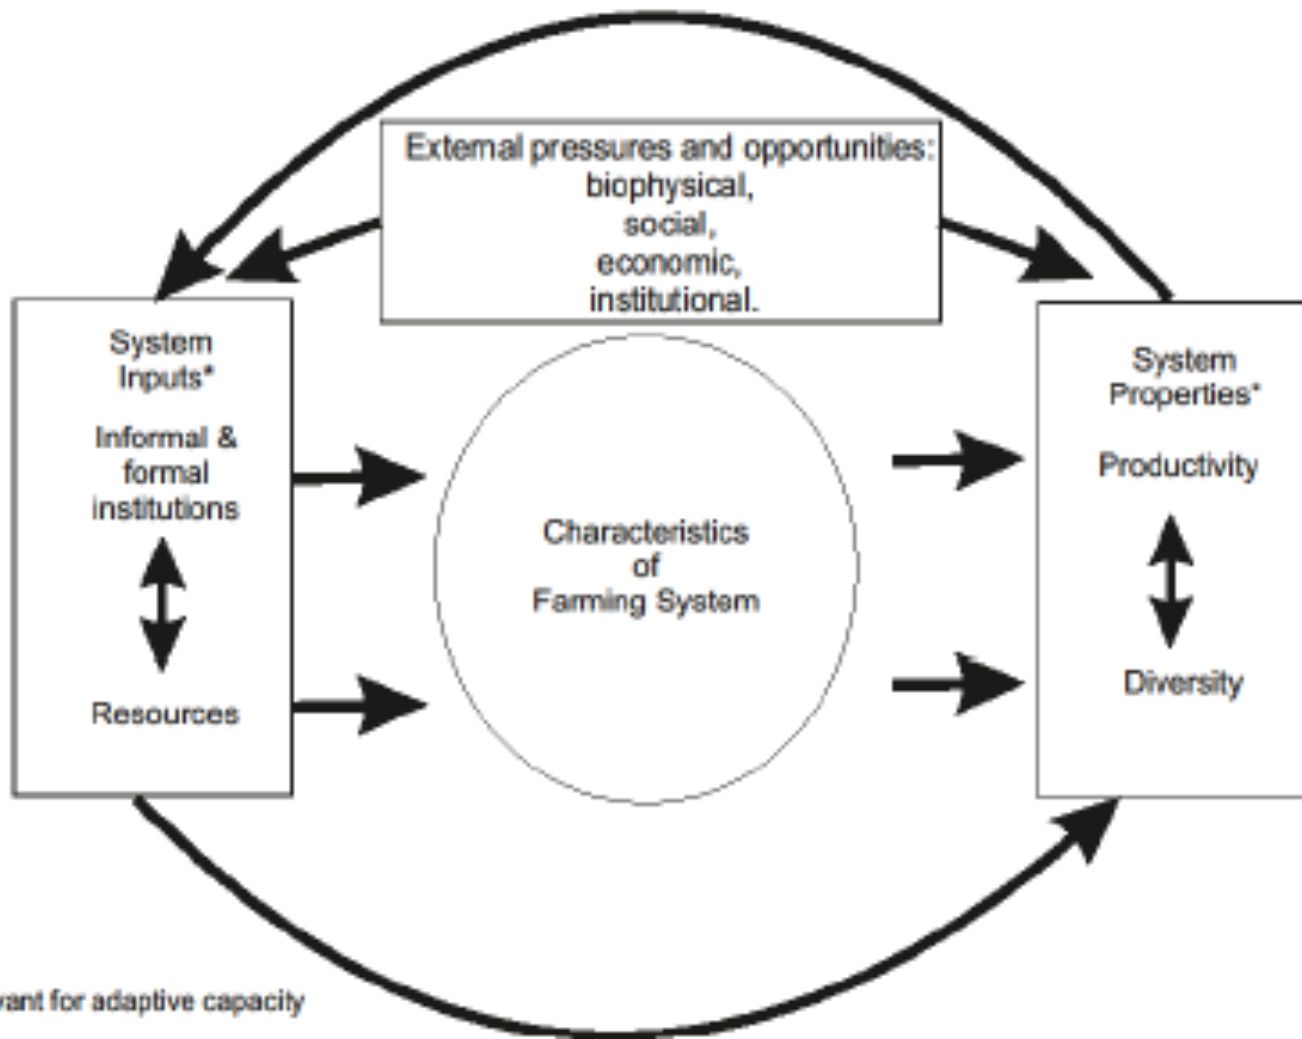 External pressures and opportunities:
biophysical,
social,
economic,
institutional.
System
Inputs*
Informal &
formal
institutions
Resources
Characteristics
of
Farming System
System
Properties*
Productivity
Diversity
for adaptive capacity